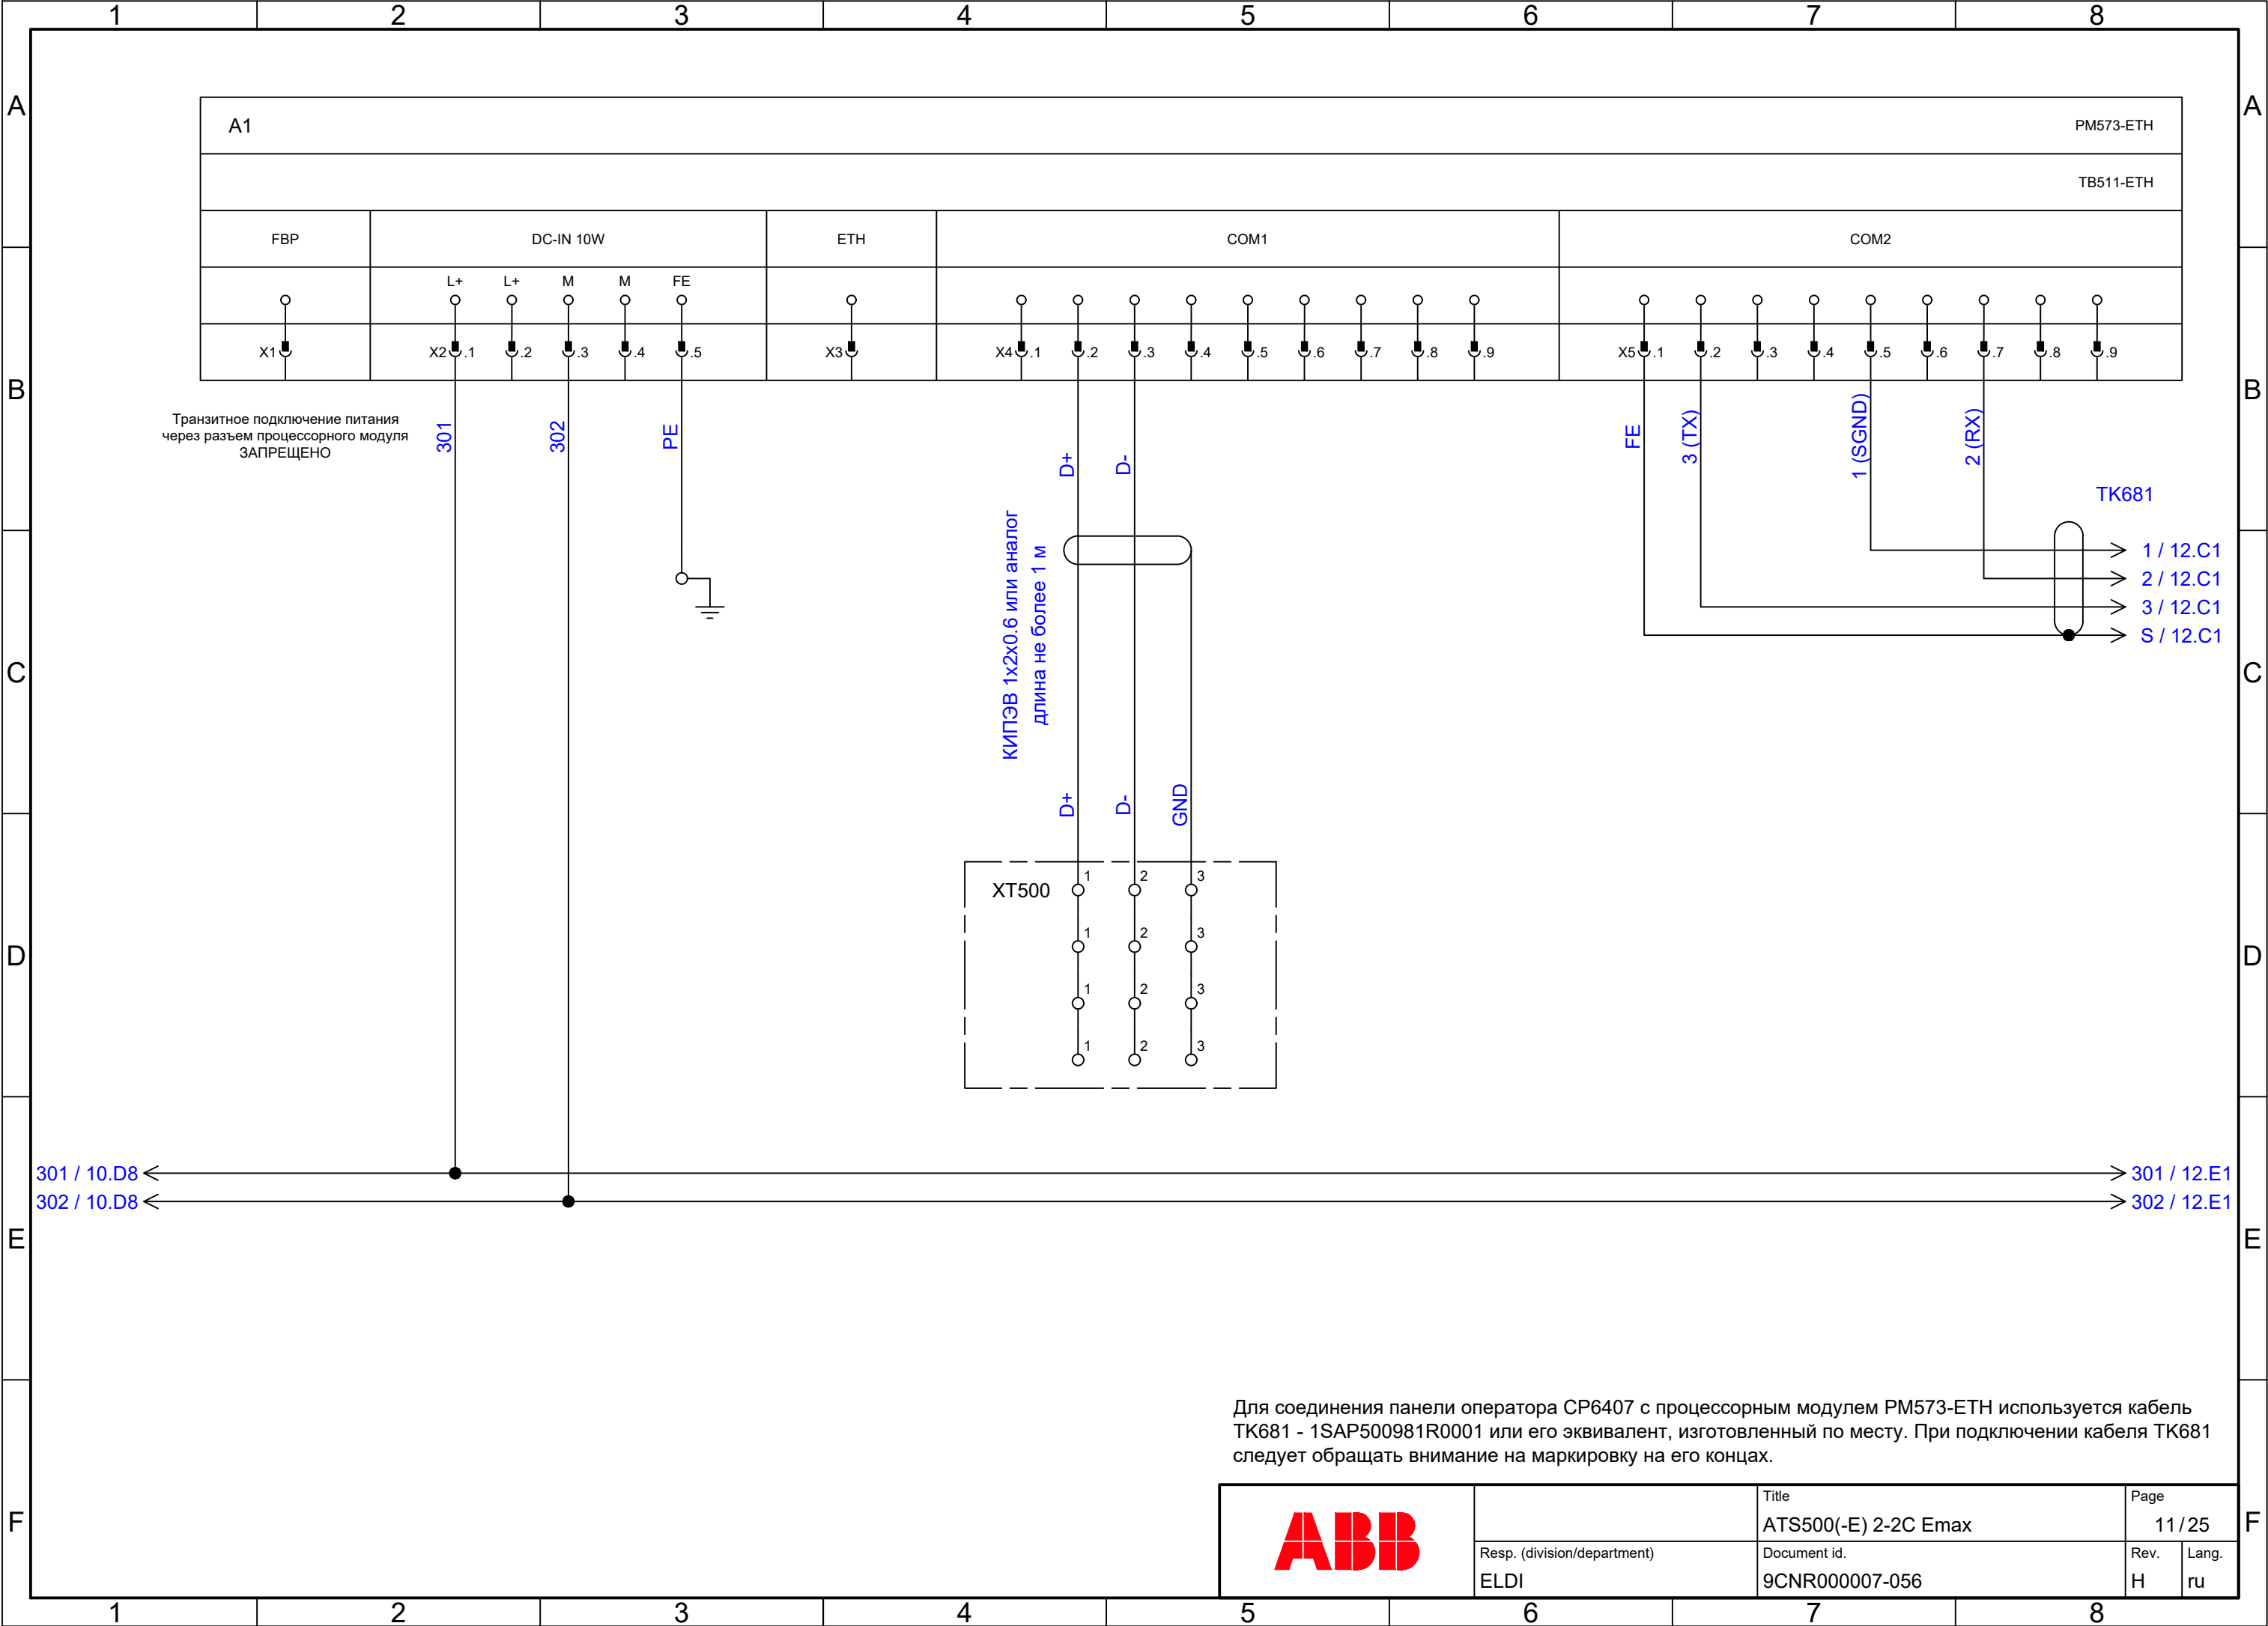 1 2 3 4 5 6 7 8
A A
A1 PM573-ETH
TB511-ETH
FBP DC-IN 10W ETH COM1 COM2
L+ L+ M M FE
X1 X2 .1 .2 .3 .4 .5 X3 X4 .1 .2 .3 .4 .5 .6 .7 .8 .9 X5 .1 .2 .3 .4 .5 .6 .7 .8 .9
B B
Транзитное подключение питания
через разъем процессорного модуля
ЗАПРЕЩЕНО
301
302
PE
D+
D-
FE
3 (TX)
1 (SGND)
2 (RX)
TK681
1 / 12.C1
2 / 12.C1
3 / 12.C1
S / 12.C1
КИПЭВ 1x2x0.6 или аналог
длина не более 1 м
C C
D+
D-
GND
XT500 1 2 3
1 2 3
1 2 3
1 2 3
D D
301 / 10.D8 301 / 12.E1
302 / 10.D8 302 / 12.E1
E E
Для соединения панели оператора CP6407 с процессорным модулем PM573-ETH используется кабель
TK681 - 1SAP500981R0001 или его эквивалент, изготовленный по месту. При подключении кабеля TK681
следует обращать внимание на маркировку на его концах.
F F
ABB
Title
ATS500(-E) 2-2C Emax
Page
11/25
Resp. (division/department)
ELDI
Document id.
9CNR000007-056
Rev.
H
Lang.
ru
1 2 3 4 5 6 7 8